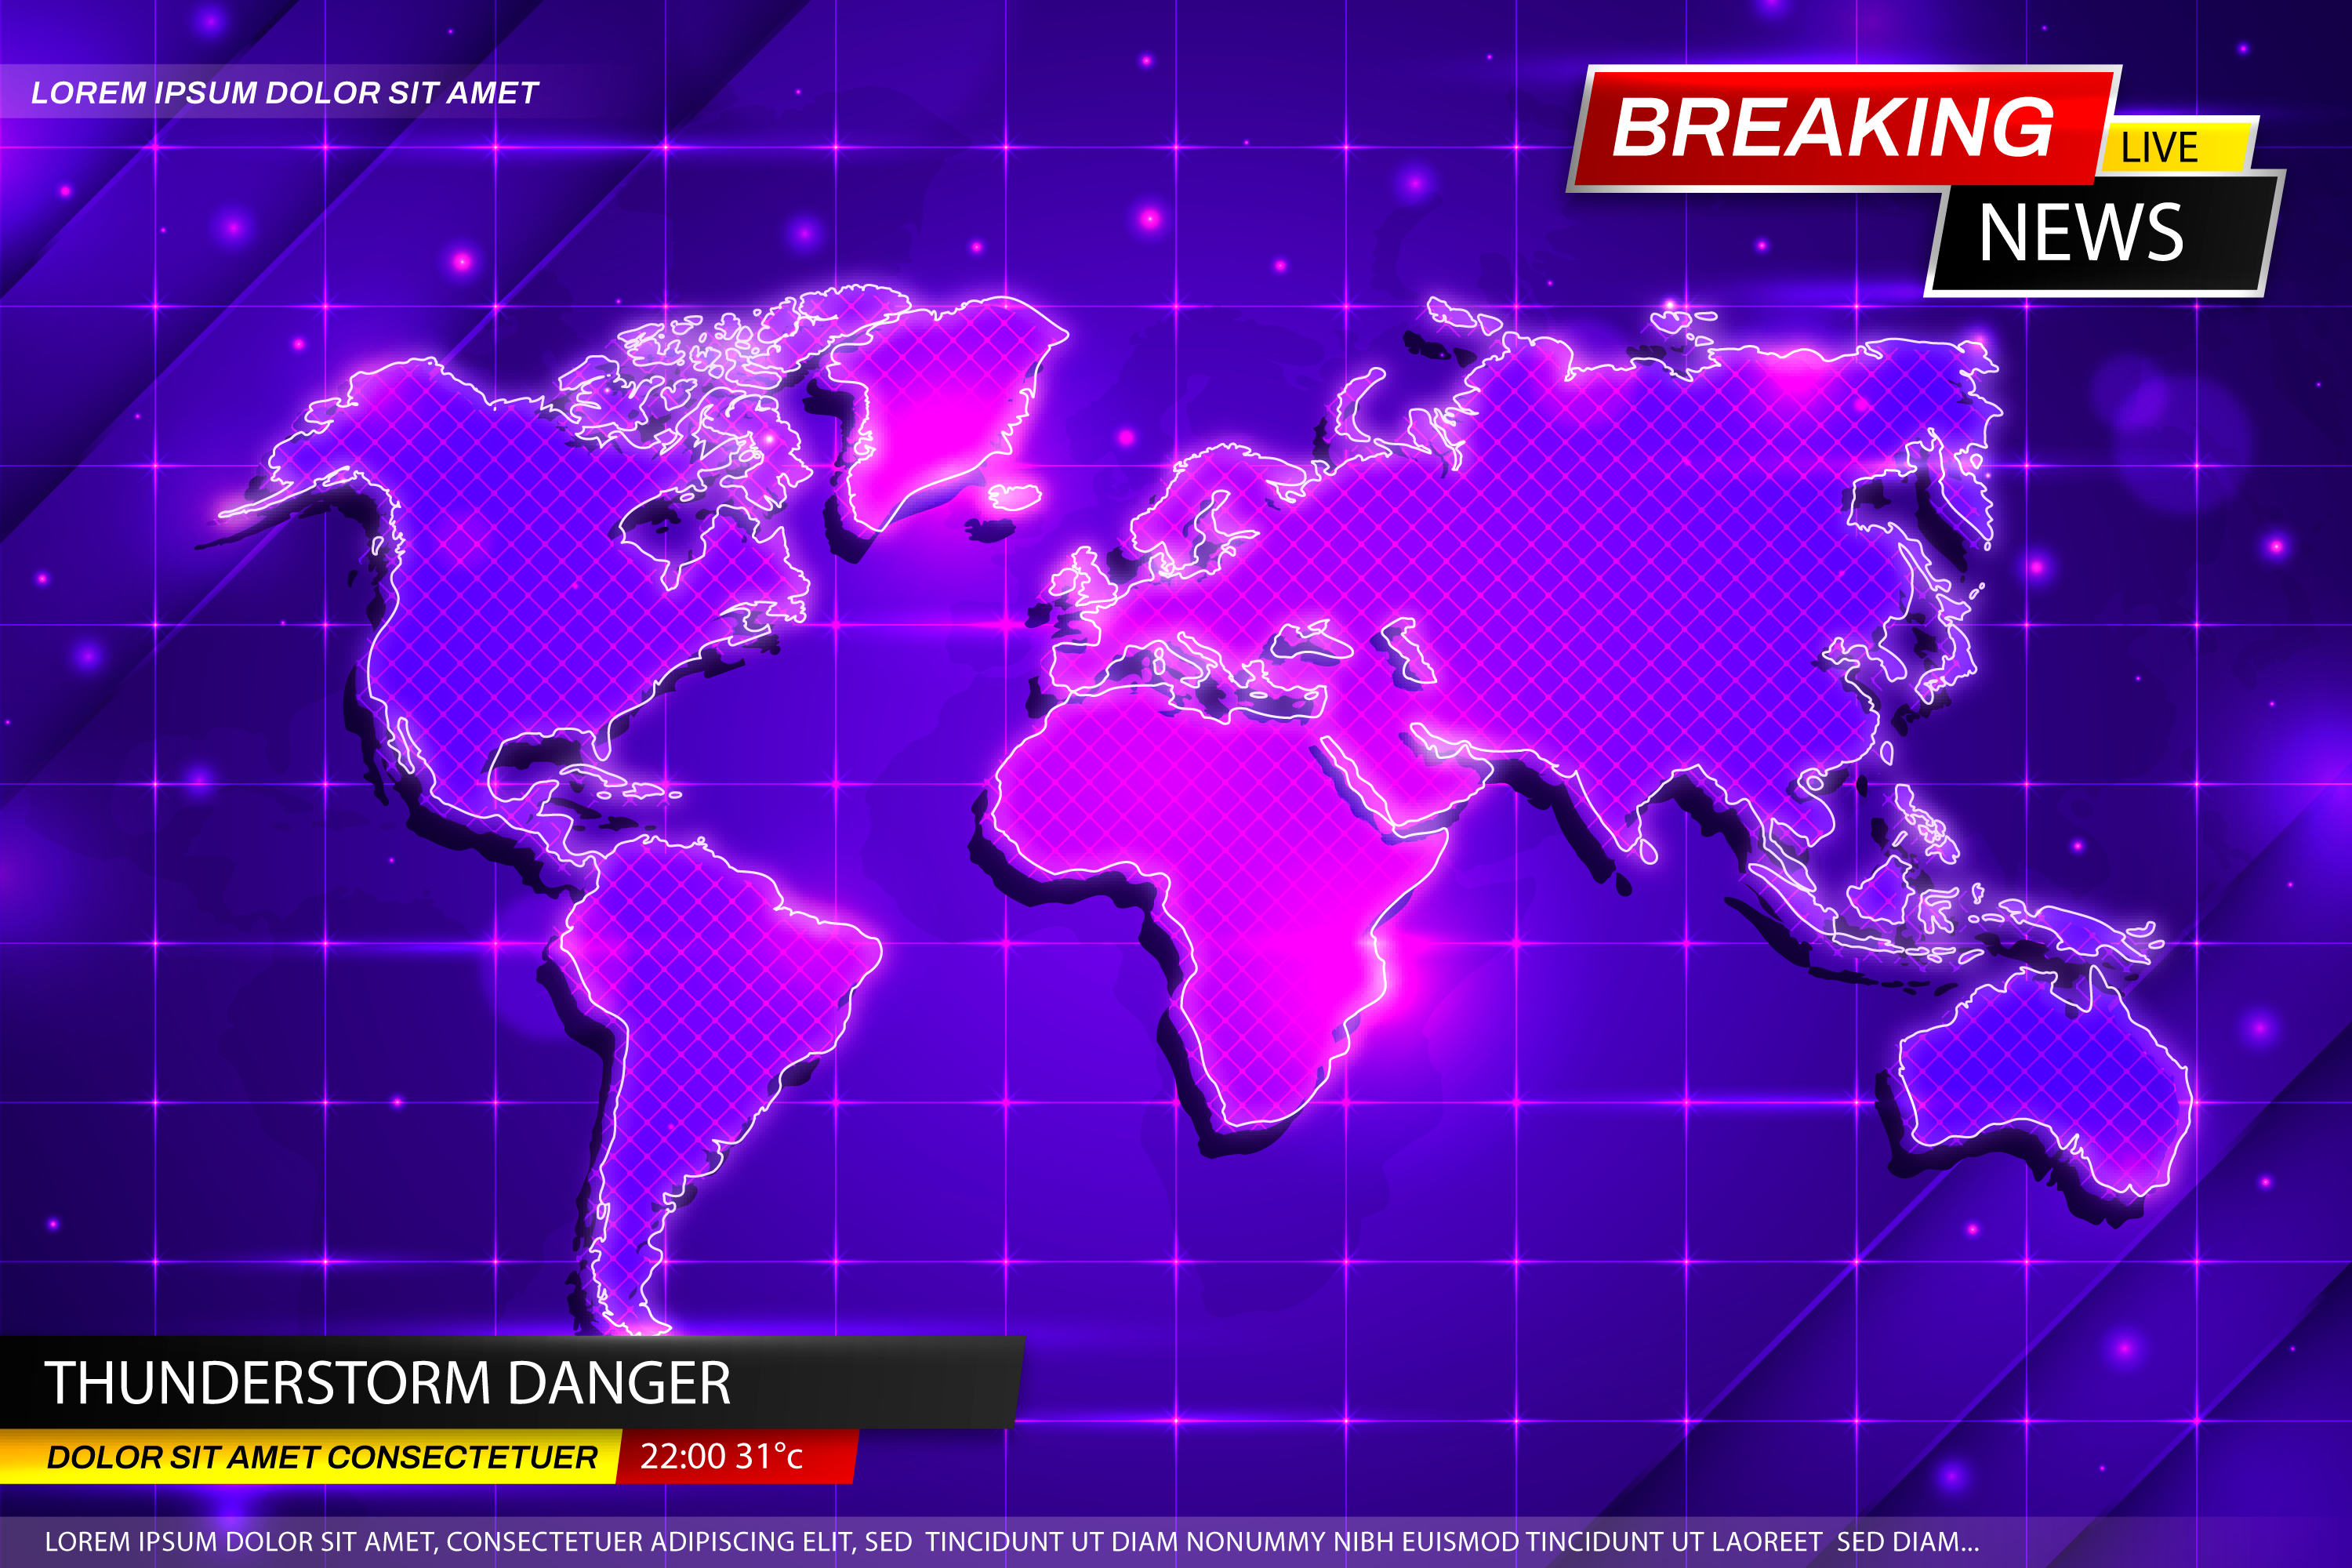 LOREM IPSUM DOLOR SIT AMET
BREAKING
LIVE
NEWS
THUNDERSTORM DANGER
DOLOR SIT AMET CONSECTETUER
22:00 31°c
LOREM IPSUM DOLOR SIT AMET, CONSECTETUER ADIPISCING ELIT, SED  TINCIDUNT UT DIAM NONUMMY NIBH EUISMOD TINCIDUNT UT LAOREET  SED DIAM...